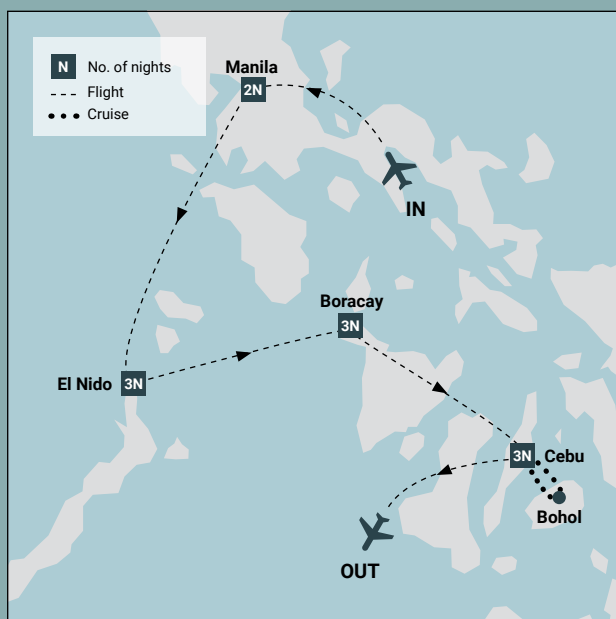 N No. of nights
Flight
Cruise
Manila
2N
IN
Boracay
3N
El Nido 3N
3N Cebu
Bohol
OUT